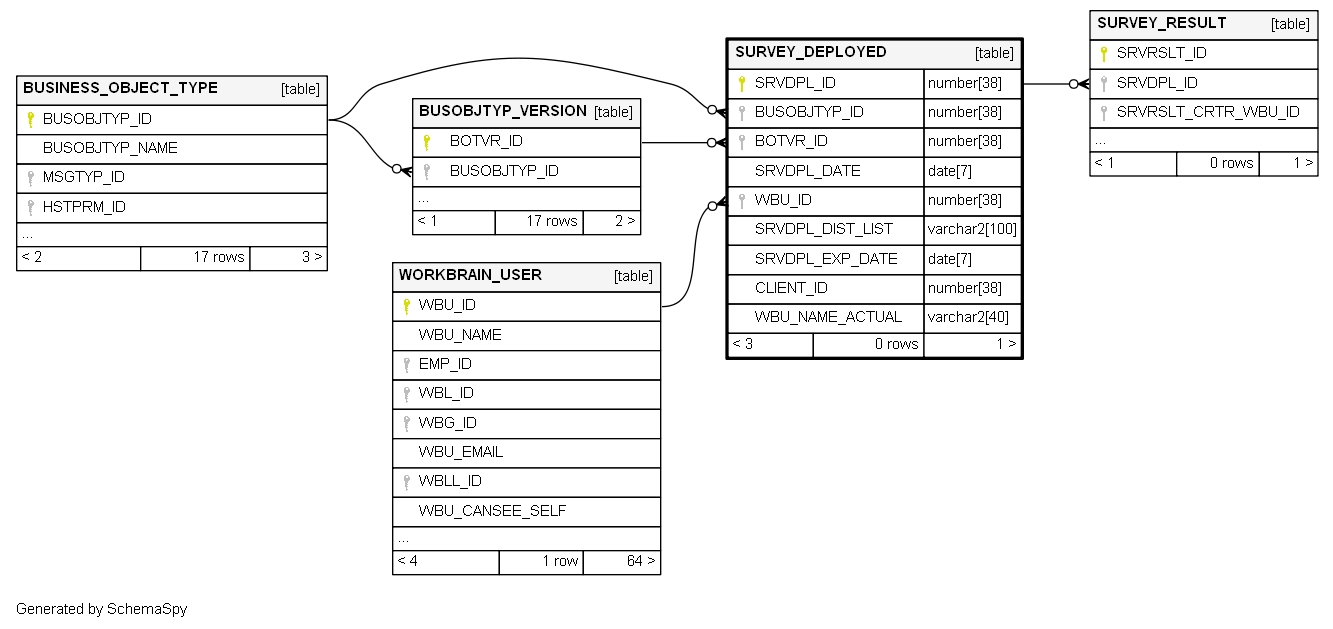 BUSINESS_OBJECT_TYPE [table]
BUSOBJTYP_ID
BUSOBJTYP_NAME
MSGTYP_ID
HSTPRM_ID
...
< 2 17 rows 3 >
BUSOBJTYP_VERSION [table]
BOTVR_ID
BUSOBJTYP_ID
...
< 1 17 rows 2 >
WORKBRAIN_USER [table]
WBU_ID
WBU_NAME
EMP_ID
WBL_ID
WBG_ID
WBU_EMAIL
WBLL_ID
WBU_CANSEE_SELF
...
< 4 1 row 64 >
SURVEY_DEPLOYED [table]
SRVDPL_ID number[38]
BUSOBJTYP_ID number[38]
BOTVR_ID number[38]
SRVDPL_DATE date[7]
WBU_ID number[38]
SRVDPL_DIST_LIST varchar2[100]
SRVDPL_EXP_DATE date[7]
CLIENT_ID number[38]
WBU_NAME_ACTUAL varchar2[40]
< 3 0 rows 1 >
SURVEY_RESULT [table]
SRVRSLT_ID
SRVDPL_ID
SRVRSLT_CRTR_WBU_ID
...
< 1 0 rows 1 >
Generated by SchemaSpy